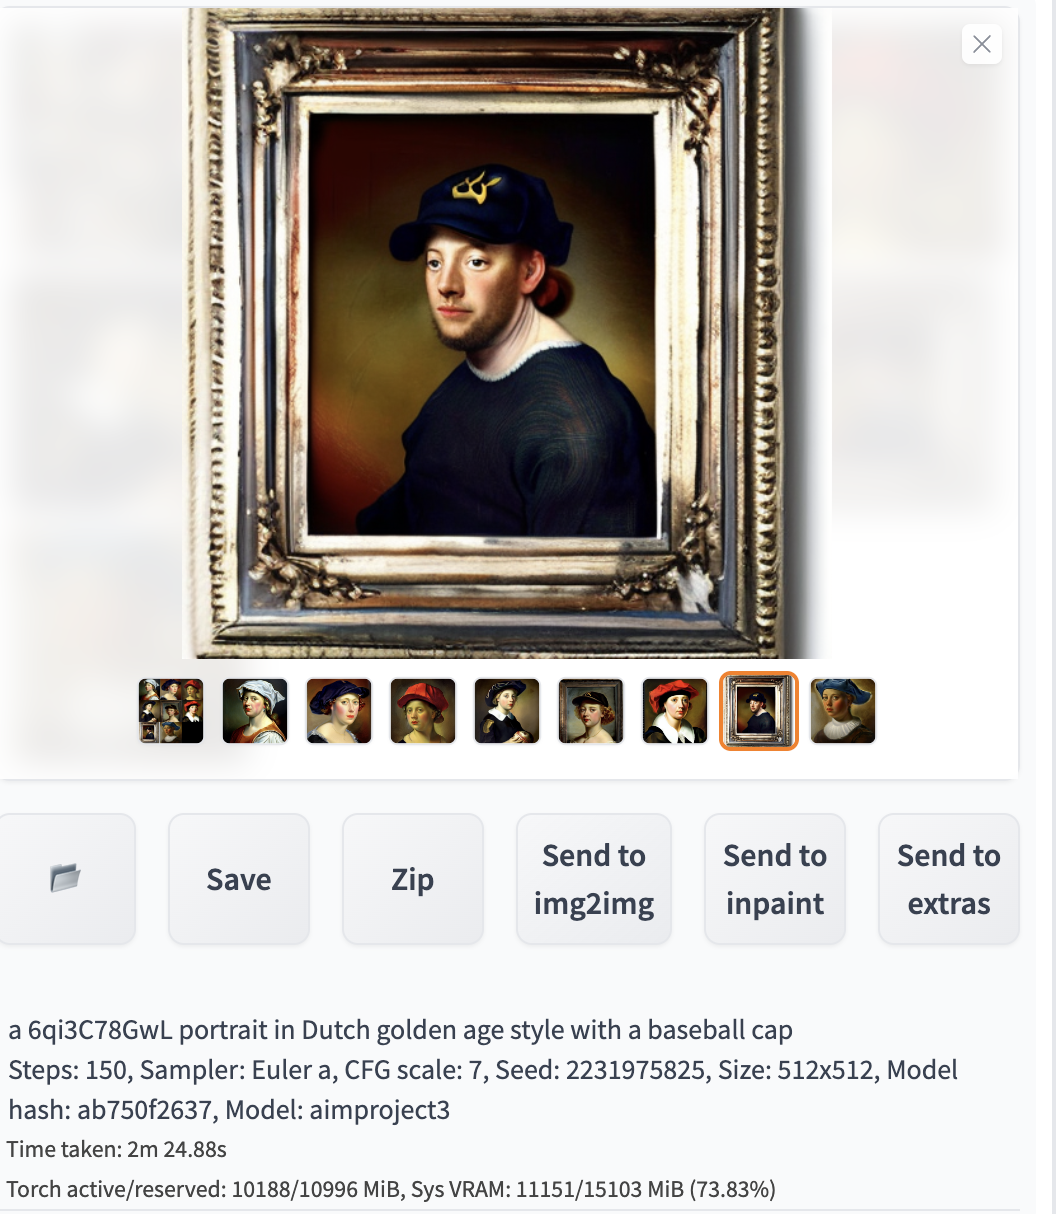 Save
Zip
Send to
img2img
Send to
inpaint
Send to
extras
a 6qi3C78GwL portrait in Dutch golden age style with a baseball cap
Steps: 150, Sampler: Euler a, CFG scale: 7, Seed: 2231975825, Size: 512x512, Model
hash: ab750f2637, Model: aimproject3
Time taken: 2m 24.88s
Torch active/reserved: 10188/10996 MiB, Sys VRAM: 11151/15103 MiB (73.83%)